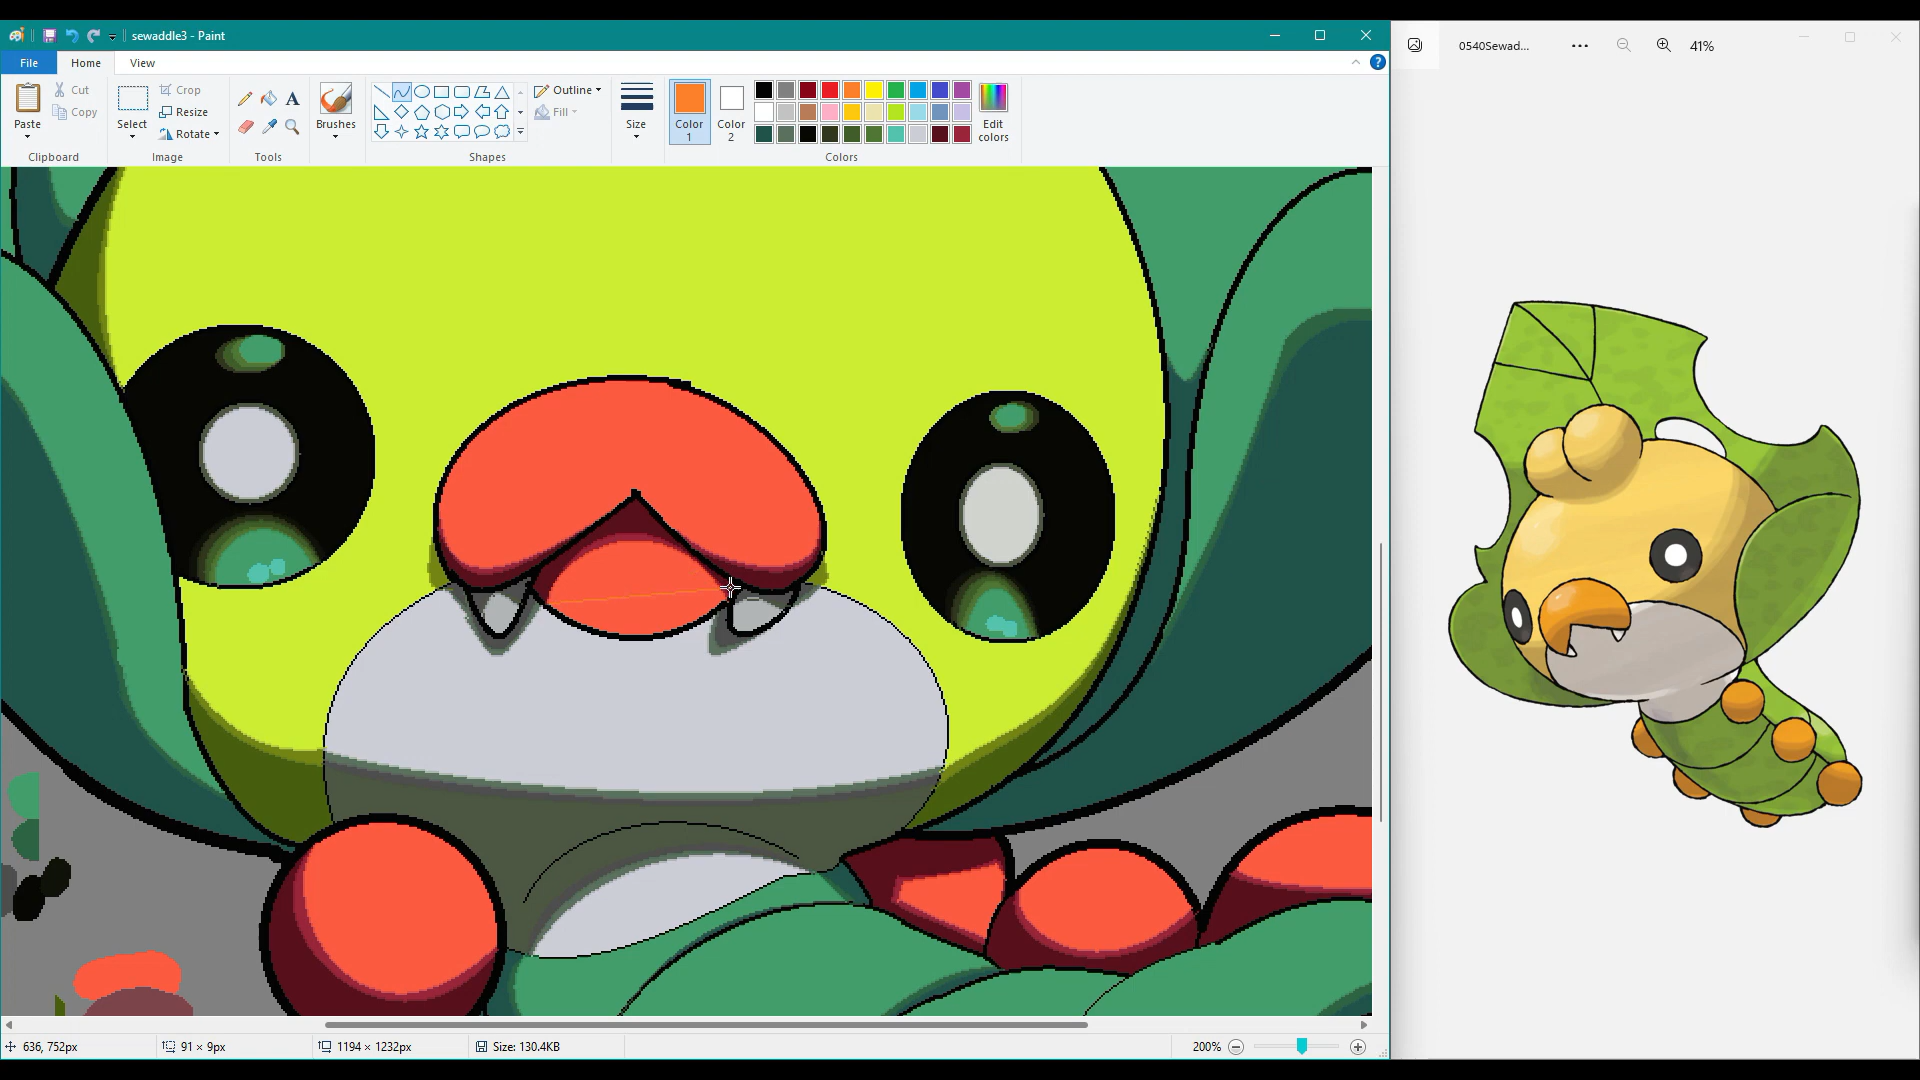 sewaddle3 - Paint
0540Sewad...
41%
File
Home
View
Paste
Cut
Copy
Clipboard
Select
Crop
Resize
Rotate
Image
A
Tools
Brushes
Outline
Fill
Shapes
Size
Color
1
Color
2
Edit
colors
Colors
636, 752px
91 × 9px
1194 × 1232px
Size: 130.4KB
200%